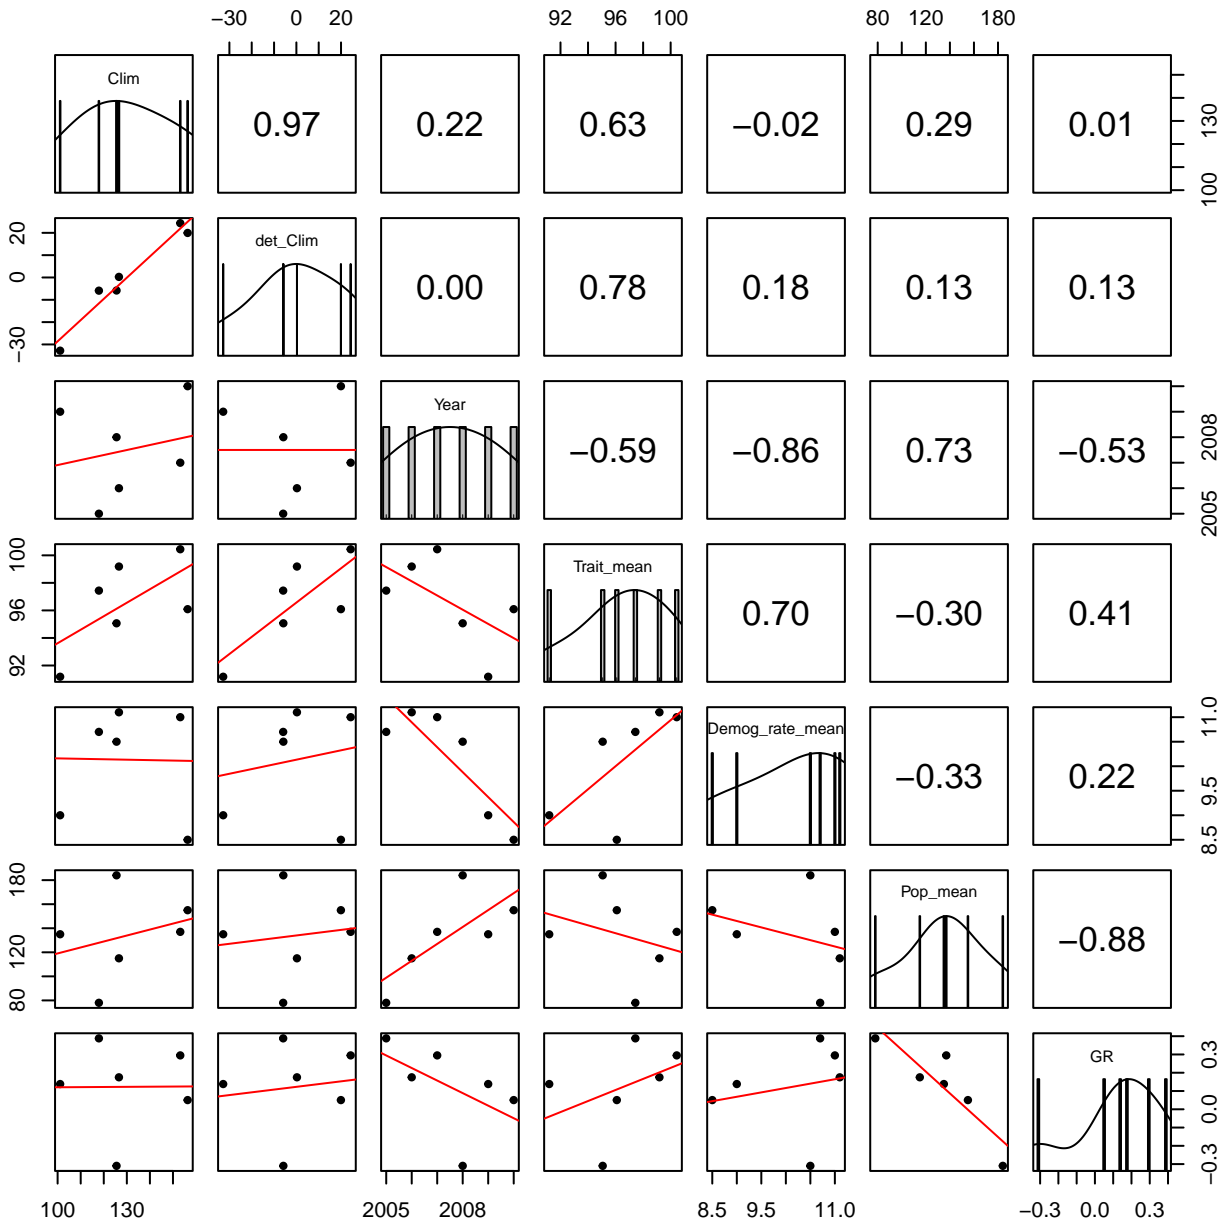 −30 0 20 92 96 100 80 140 180
Clim 0.97 0.22 0.63 −0.02 0.29 0.01
100 130
−30 0 20
det_Clim 0.00 0.78 0.18 0.13 0.13
Year −0.59 −0.86 0.73 −0.53
2005 2008
92 96 100
Trait_mean 0.70 −0.30 0.41
Demog_rate_mean −0.33 0.22
8.5 9.5 11.0
80 120 180
Pop_mean −0.88
GR
−0.3 0.0 0.3
100 130 2005 2008 8.5 9.5 11.0 −0.3 0.0 0.3